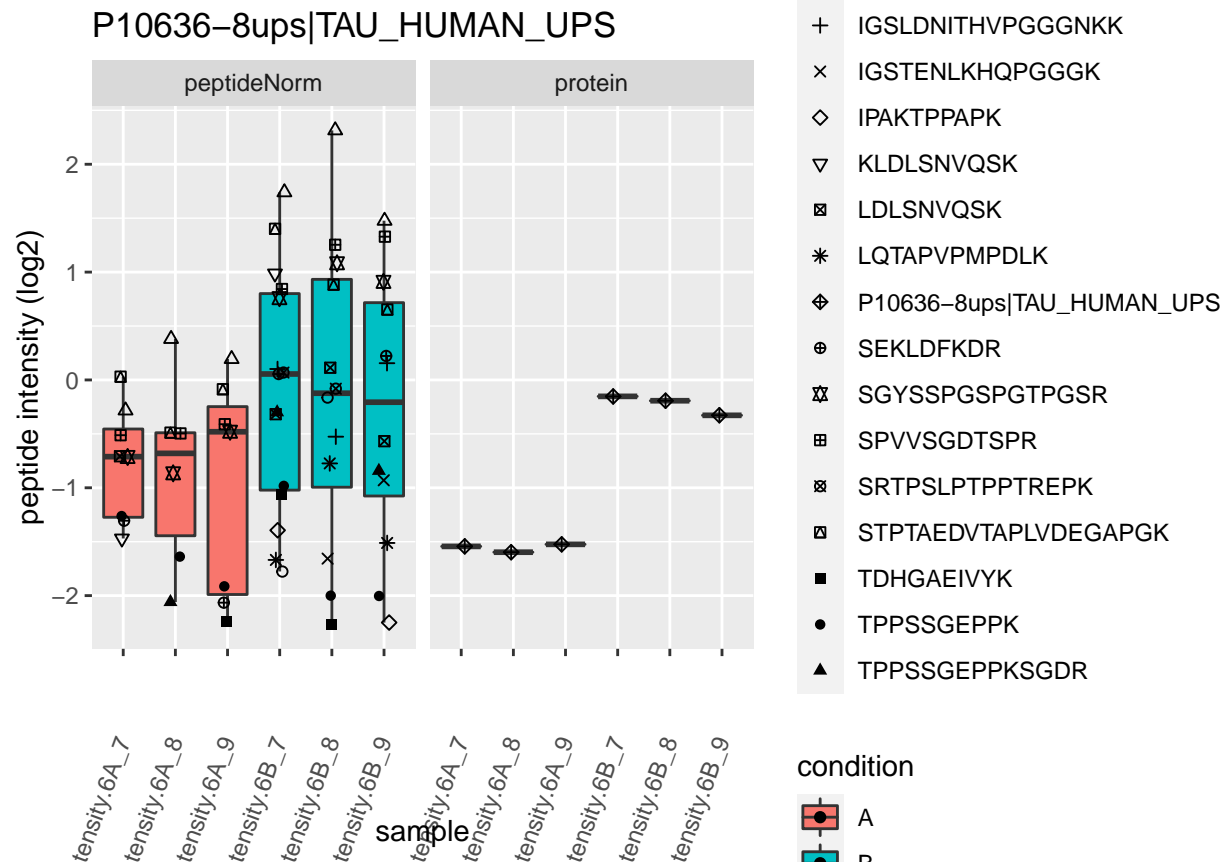 P10636−8ups|TAU_HUMAN_UPS
peptideNorm
protein
peptide intensity (log2)
2
1
0
−1
−2
tensity.6A_7
tensity.6A_8
tensity.6A_9
tensity.6B_7
tensity.6B_8
tensity.6B_9
tensity.6A_7
tensity.6A_8
tensity.6A_9
tensity.6B_7
tensity.6B_8
tensity.6B_9
sample
IGSLDNITHVPGGGNKK
IGSTENLKHQPGGGK
IPAKTPPAPK
KLDLSNVQSK
LDLSNVQSK
LQTAPVPMPDLK
P10636−8ups|TAU_HUMAN_UPS
SEKLDFKDR
SGYSSPGSPGTPGSR
SPVVSGDTSPR
SRTPSLPTPPTREPK
STPTAEDVTAPLVDEGAPGK
TDHGAEIVYK
TPPSSGEPPK
TPPSSGEPPKSGDR
condition
A
B